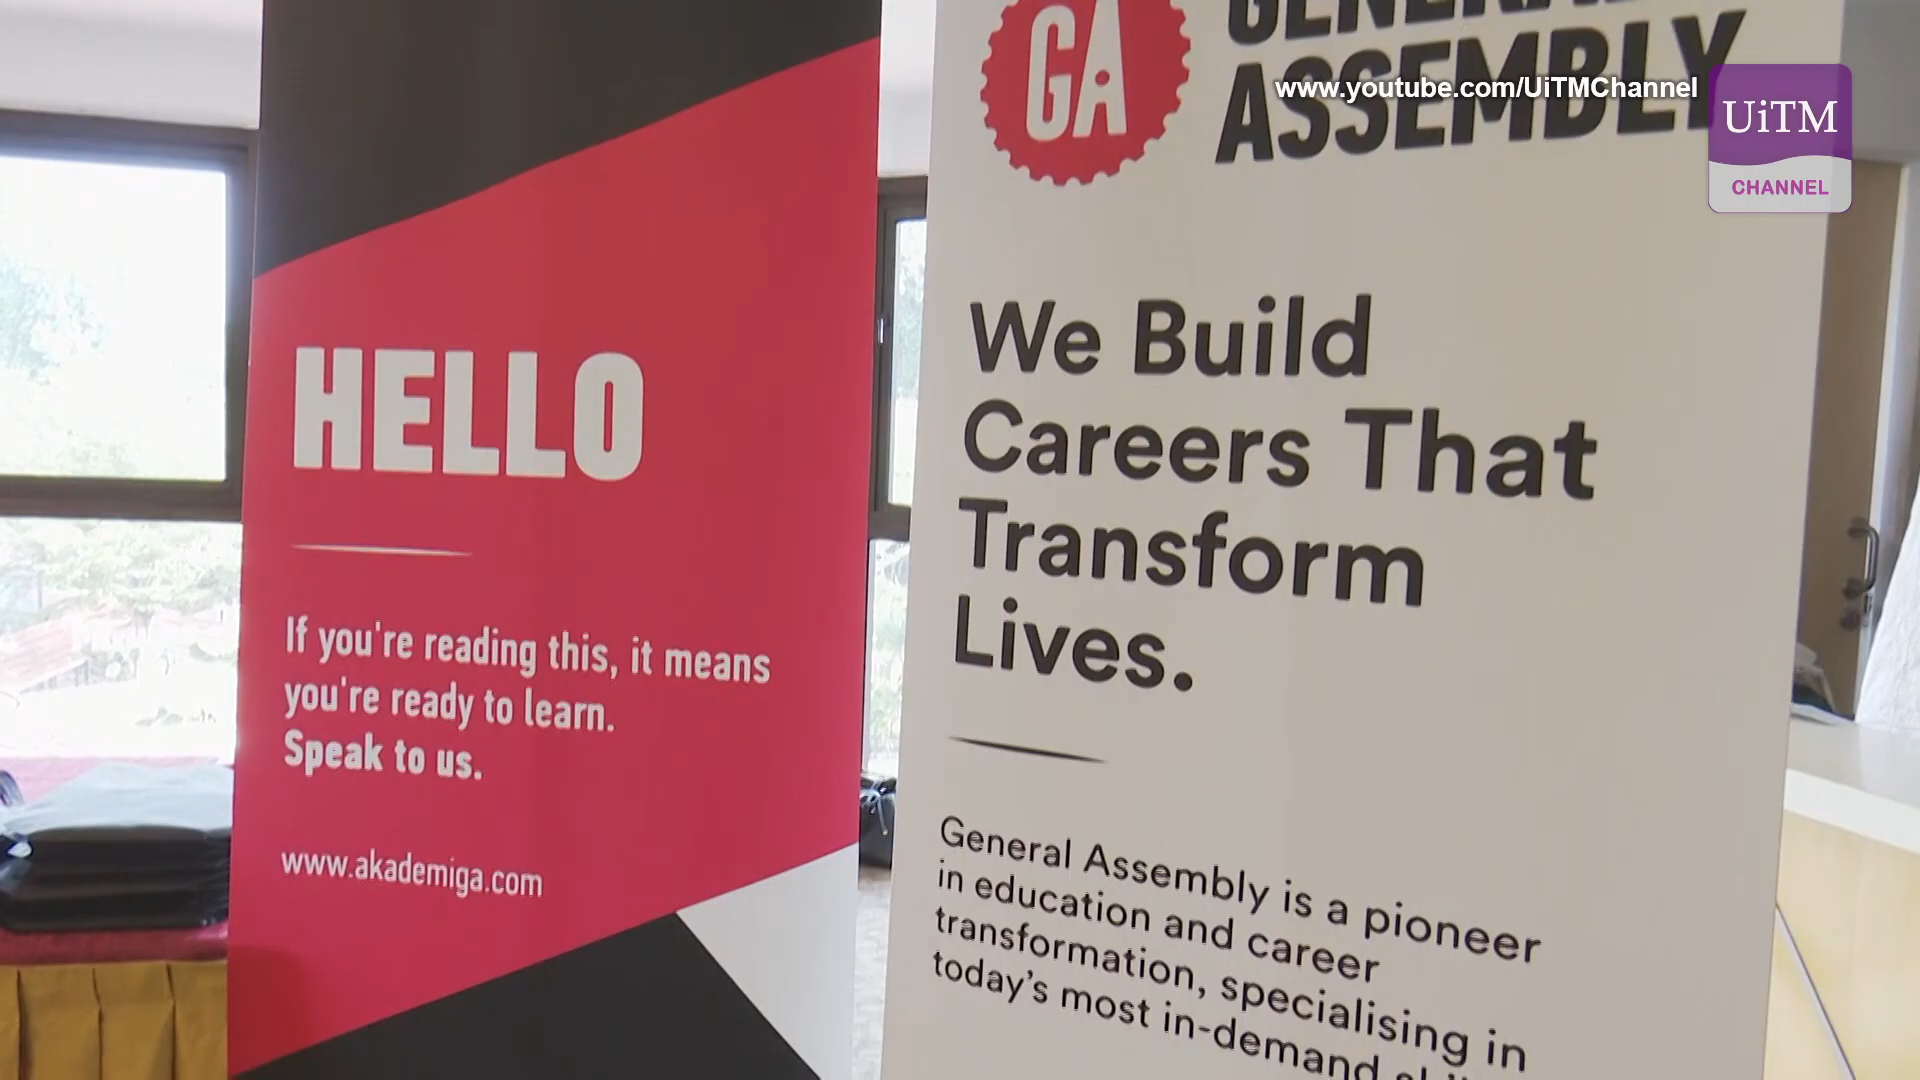 HELLO
If you're reading this, it means
you're ready to learn.
Speak to us.
www.akademiga.com
GA
GENERAL
ASSEMBLY
We Build
Careers That
Transform
Lives.
General Assembly is a pioneer
in education and career
transformation, specialising in
today's most in-demand
www.youtube.com/UiTMChannel
UiTM
CHANNEL